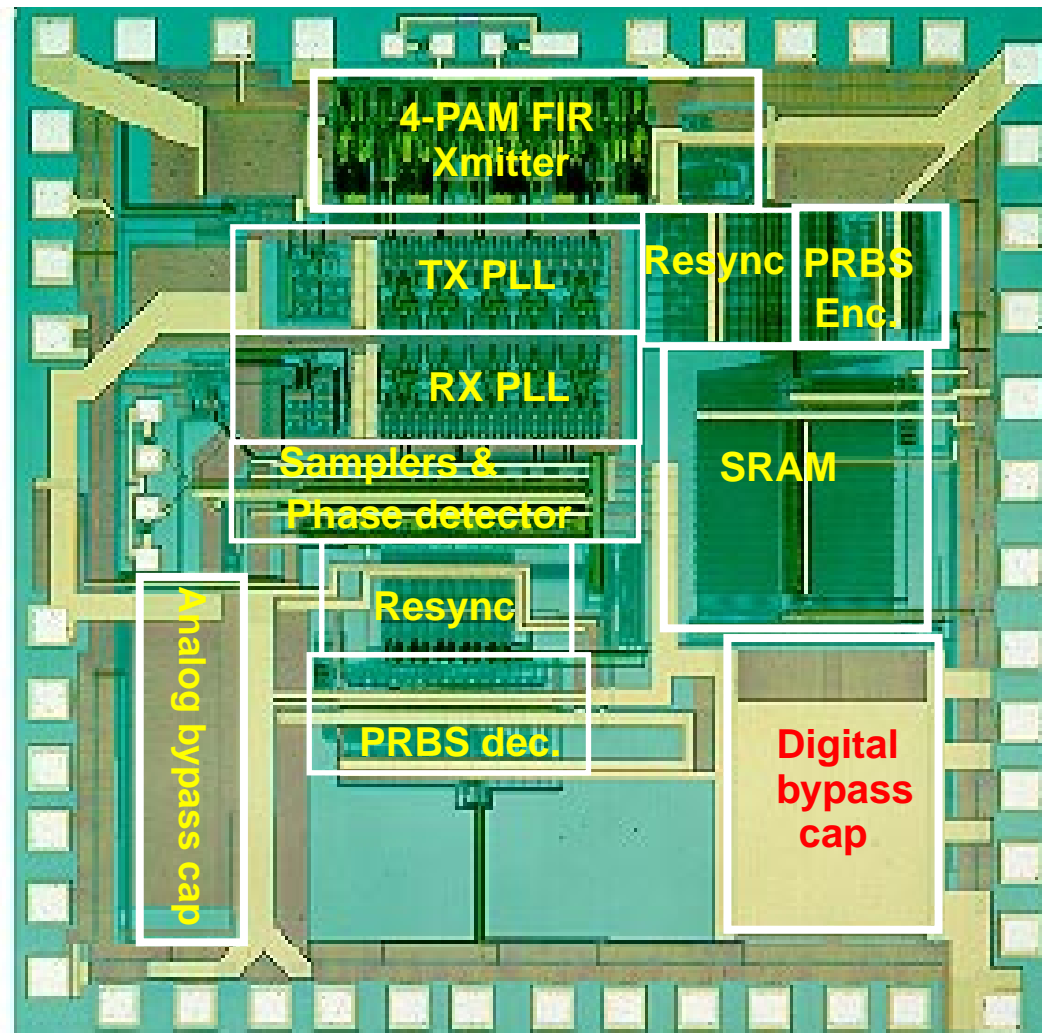 4-PAM FIR
Xmitter
TX PLL
Resync
PRBS
Enc.
RX PLL
Samplers &
Phase detector
SRAM
Resync
Analog bypass cap
PRBS dec.
Digital
bypass
cap